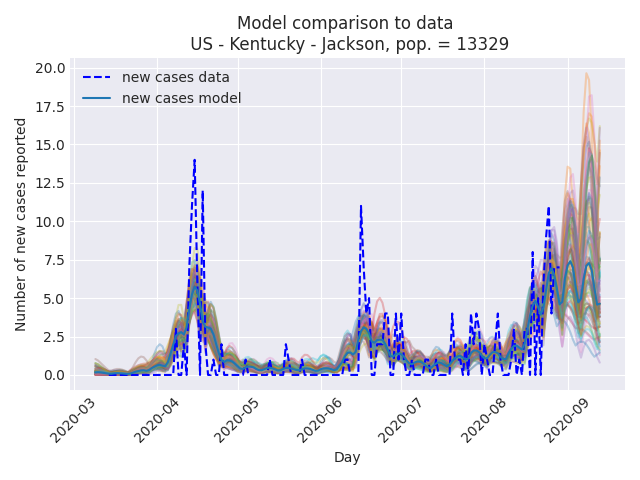 Model comparison to data
US - Kentucky - Jackson, pop. = 13329
20.0
17.5
15.0
12.5
10.0
7.5
5.0
2.5
0.0
Number of new cases reported
new cases data
new cases model
2020-03
2020-04
2020-05
2020-06
2020-07
2020-08
2020-09
Day